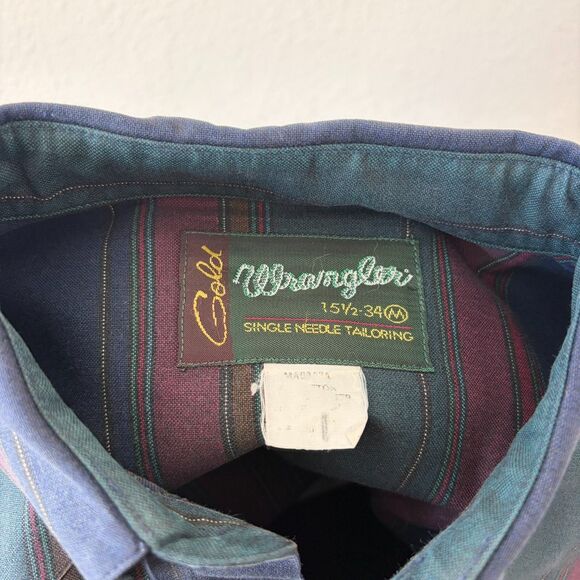 Gold
Wrangler
15½-34 M
SINGLE NEEDLE TAILORING